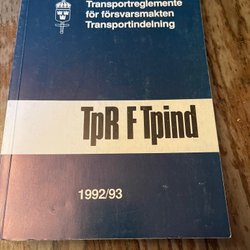 Transportreglemente
för försvarsmakten
Transportindelning
TpR F Tpind
1992/93